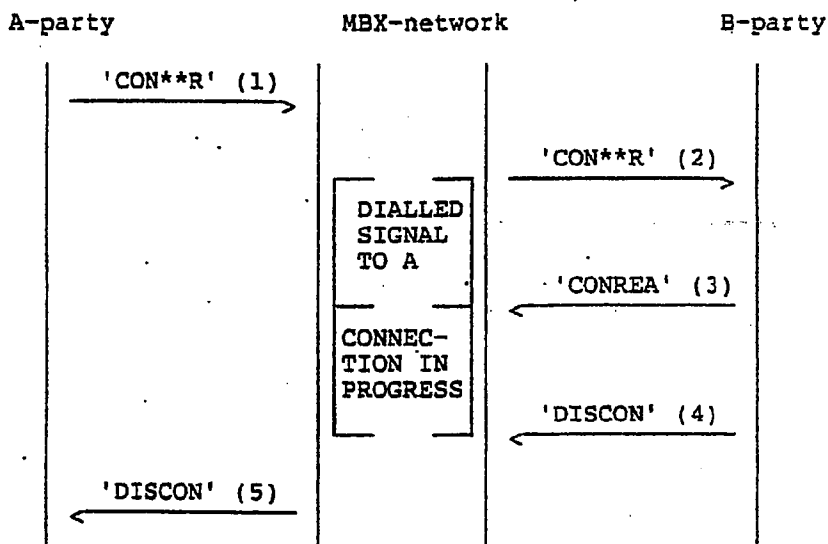 A-party MBX-network B-party
'CON**R' (1)
'CON**R' (2)
DIALLED
SIGNAL
TO A
'CONREA' (3)
CONNEC-
TION IN
PROGRESS
'DISCON' (4)
'DISCON' (5)